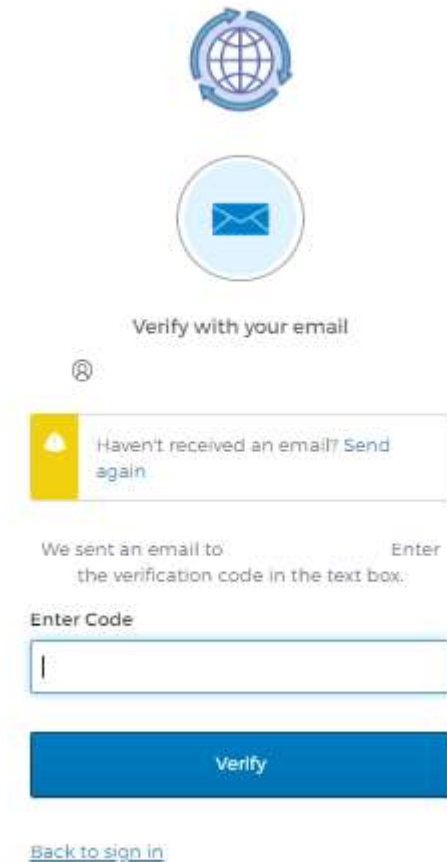 Verify with your email
Haven't received an email? Send
again
We sent an email to Enter
the verification code in the text box.
Enter Code
Verify
Back to sign in